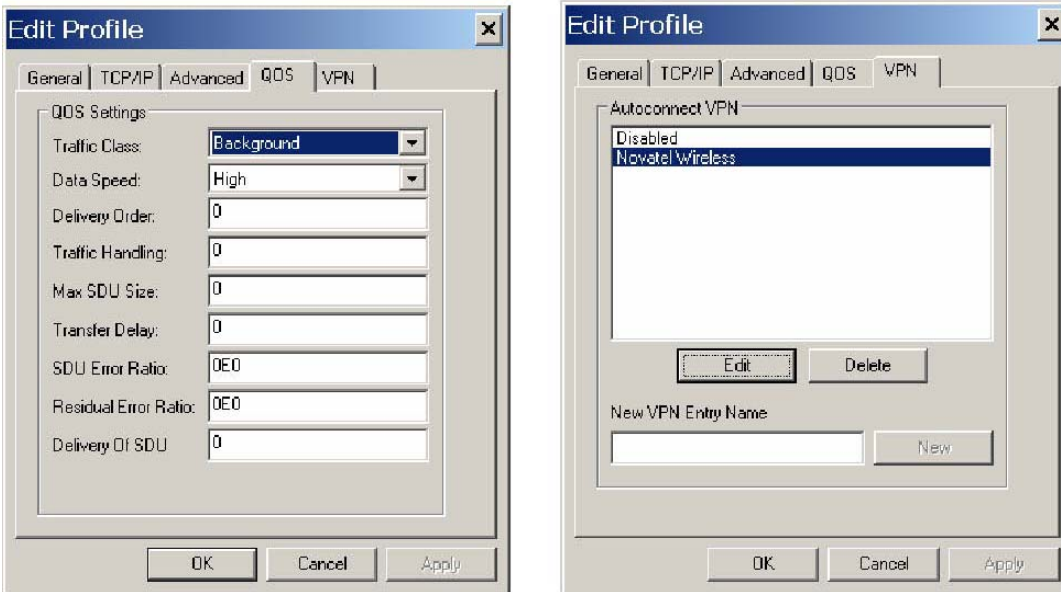 Edit Profile
General TCP/IP Advanced QOS VPN
QOS Settings
Traffic Class: Background
Data Speed: High
Delivery Order: 0
Traffic Handling: 0
Max SDU Size: 0
Transfer Delay: 0
SDU Error Ratio: 0E0
Residual Error Ratio: 0E0
Delivery Of SDU 0
OK Cancel Apply
Edit Profile
General TCP/IP Advanced QOS VPN
Autoconnect VPN
Disabled
Novatel Wireless
Edit Delete
New VPN Entry Name
New
OK Cancel Apply